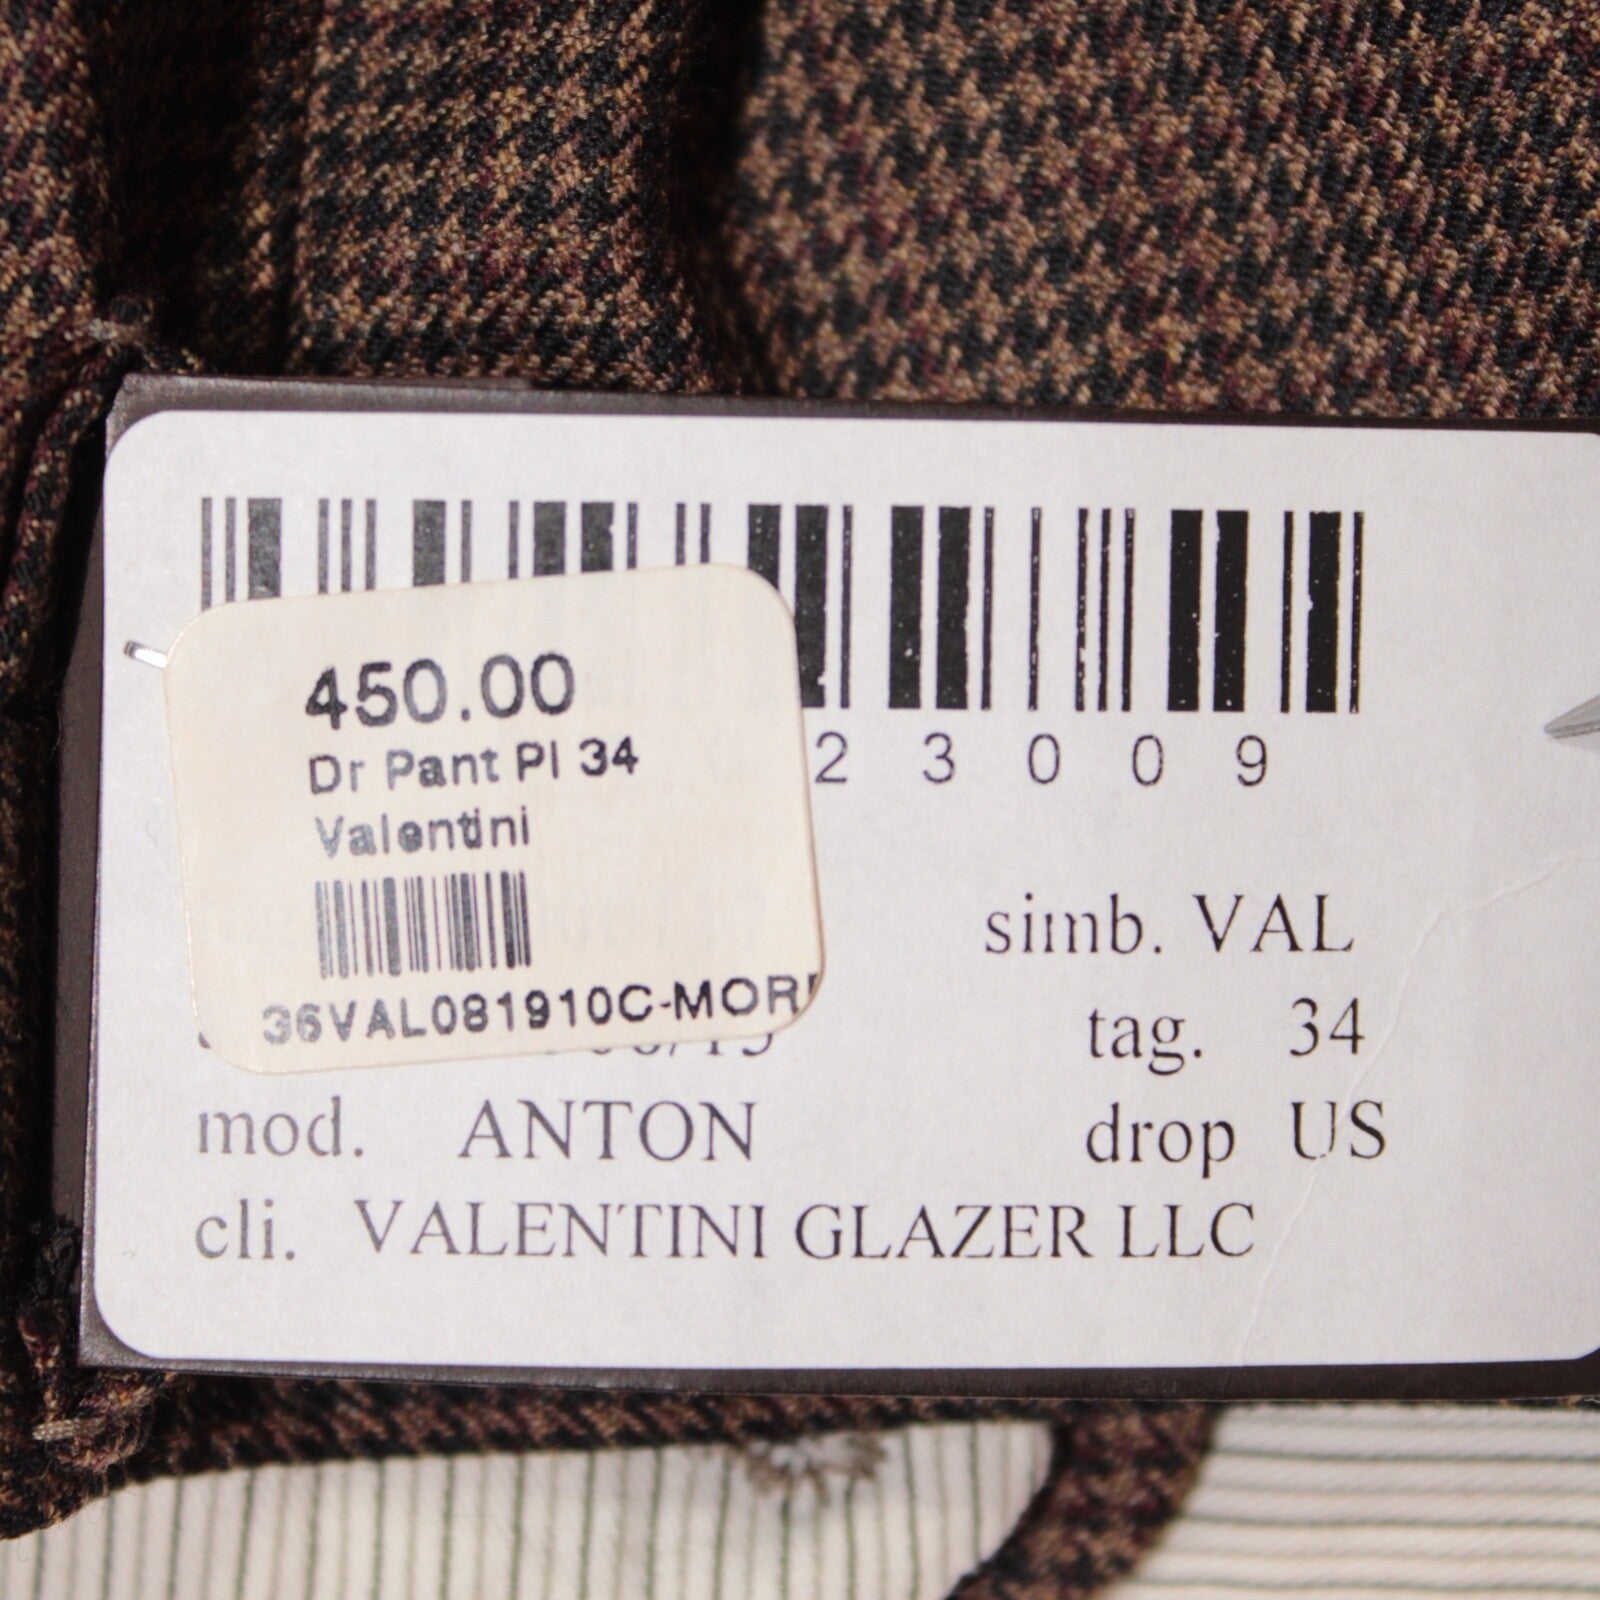 450.00
Dr Pant Pl 34
Valentini
36VAL081910C-MOR
2 3 0 0 9
simb. VAL
tag. 34
mod. ANTON
drop US
cli. VALENTINI GLAZER LLC